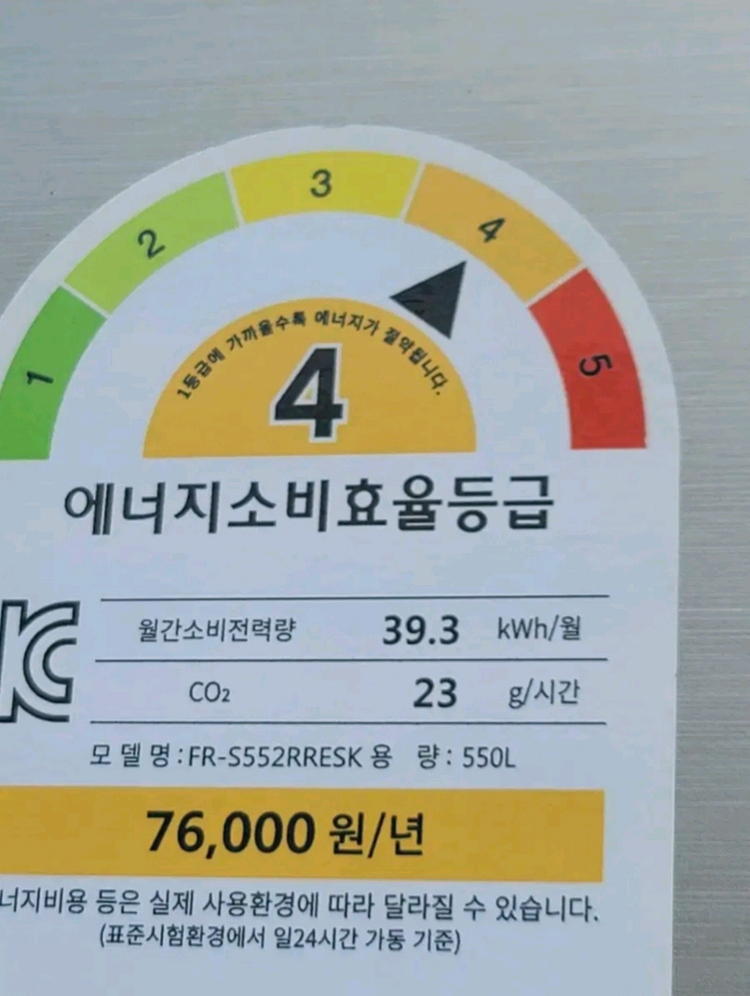 1
2
3
4
5
1등급에 가까울수록 에너지가 절약됩니다.
4
에너지소비효율등급
월간소비전력량 39.3 kWh/월
CO₂ 23 g/시간
모델명:FR-S552RRESK 용 량: 550L
76,000 원/년
너지비용 등은 실제 사용환경에 따라 달라질 수 있습니다.
(표준시험환경에서 일24시간 가동 기준)